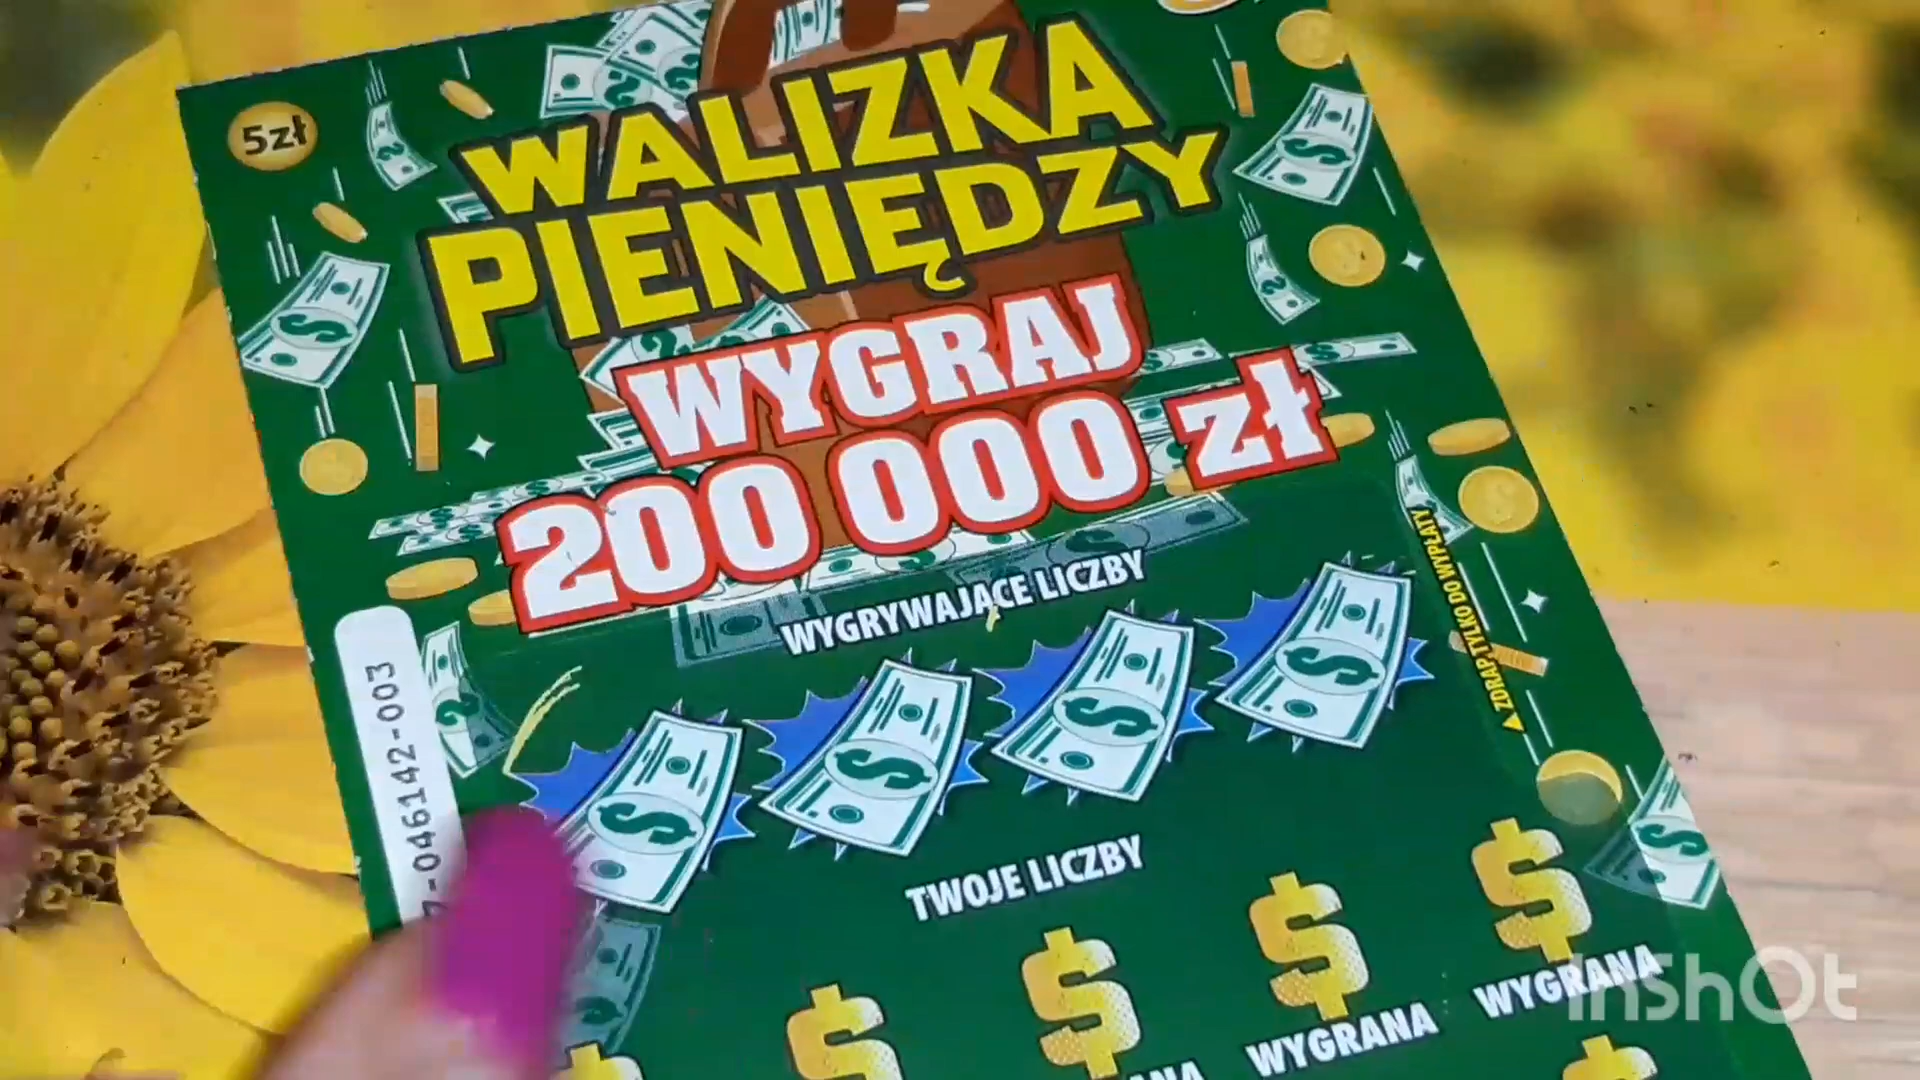 5zł
WALIZKA
PIENIĘDZY
WYGRAJ
200 000 zł
WYGRYWAJĄCE LICZBY
ZDRAP TYLKO DO WYPŁATY
7-046142-003
TWOJE LICZBY
WYGRANA
WYGRANA
InShOt